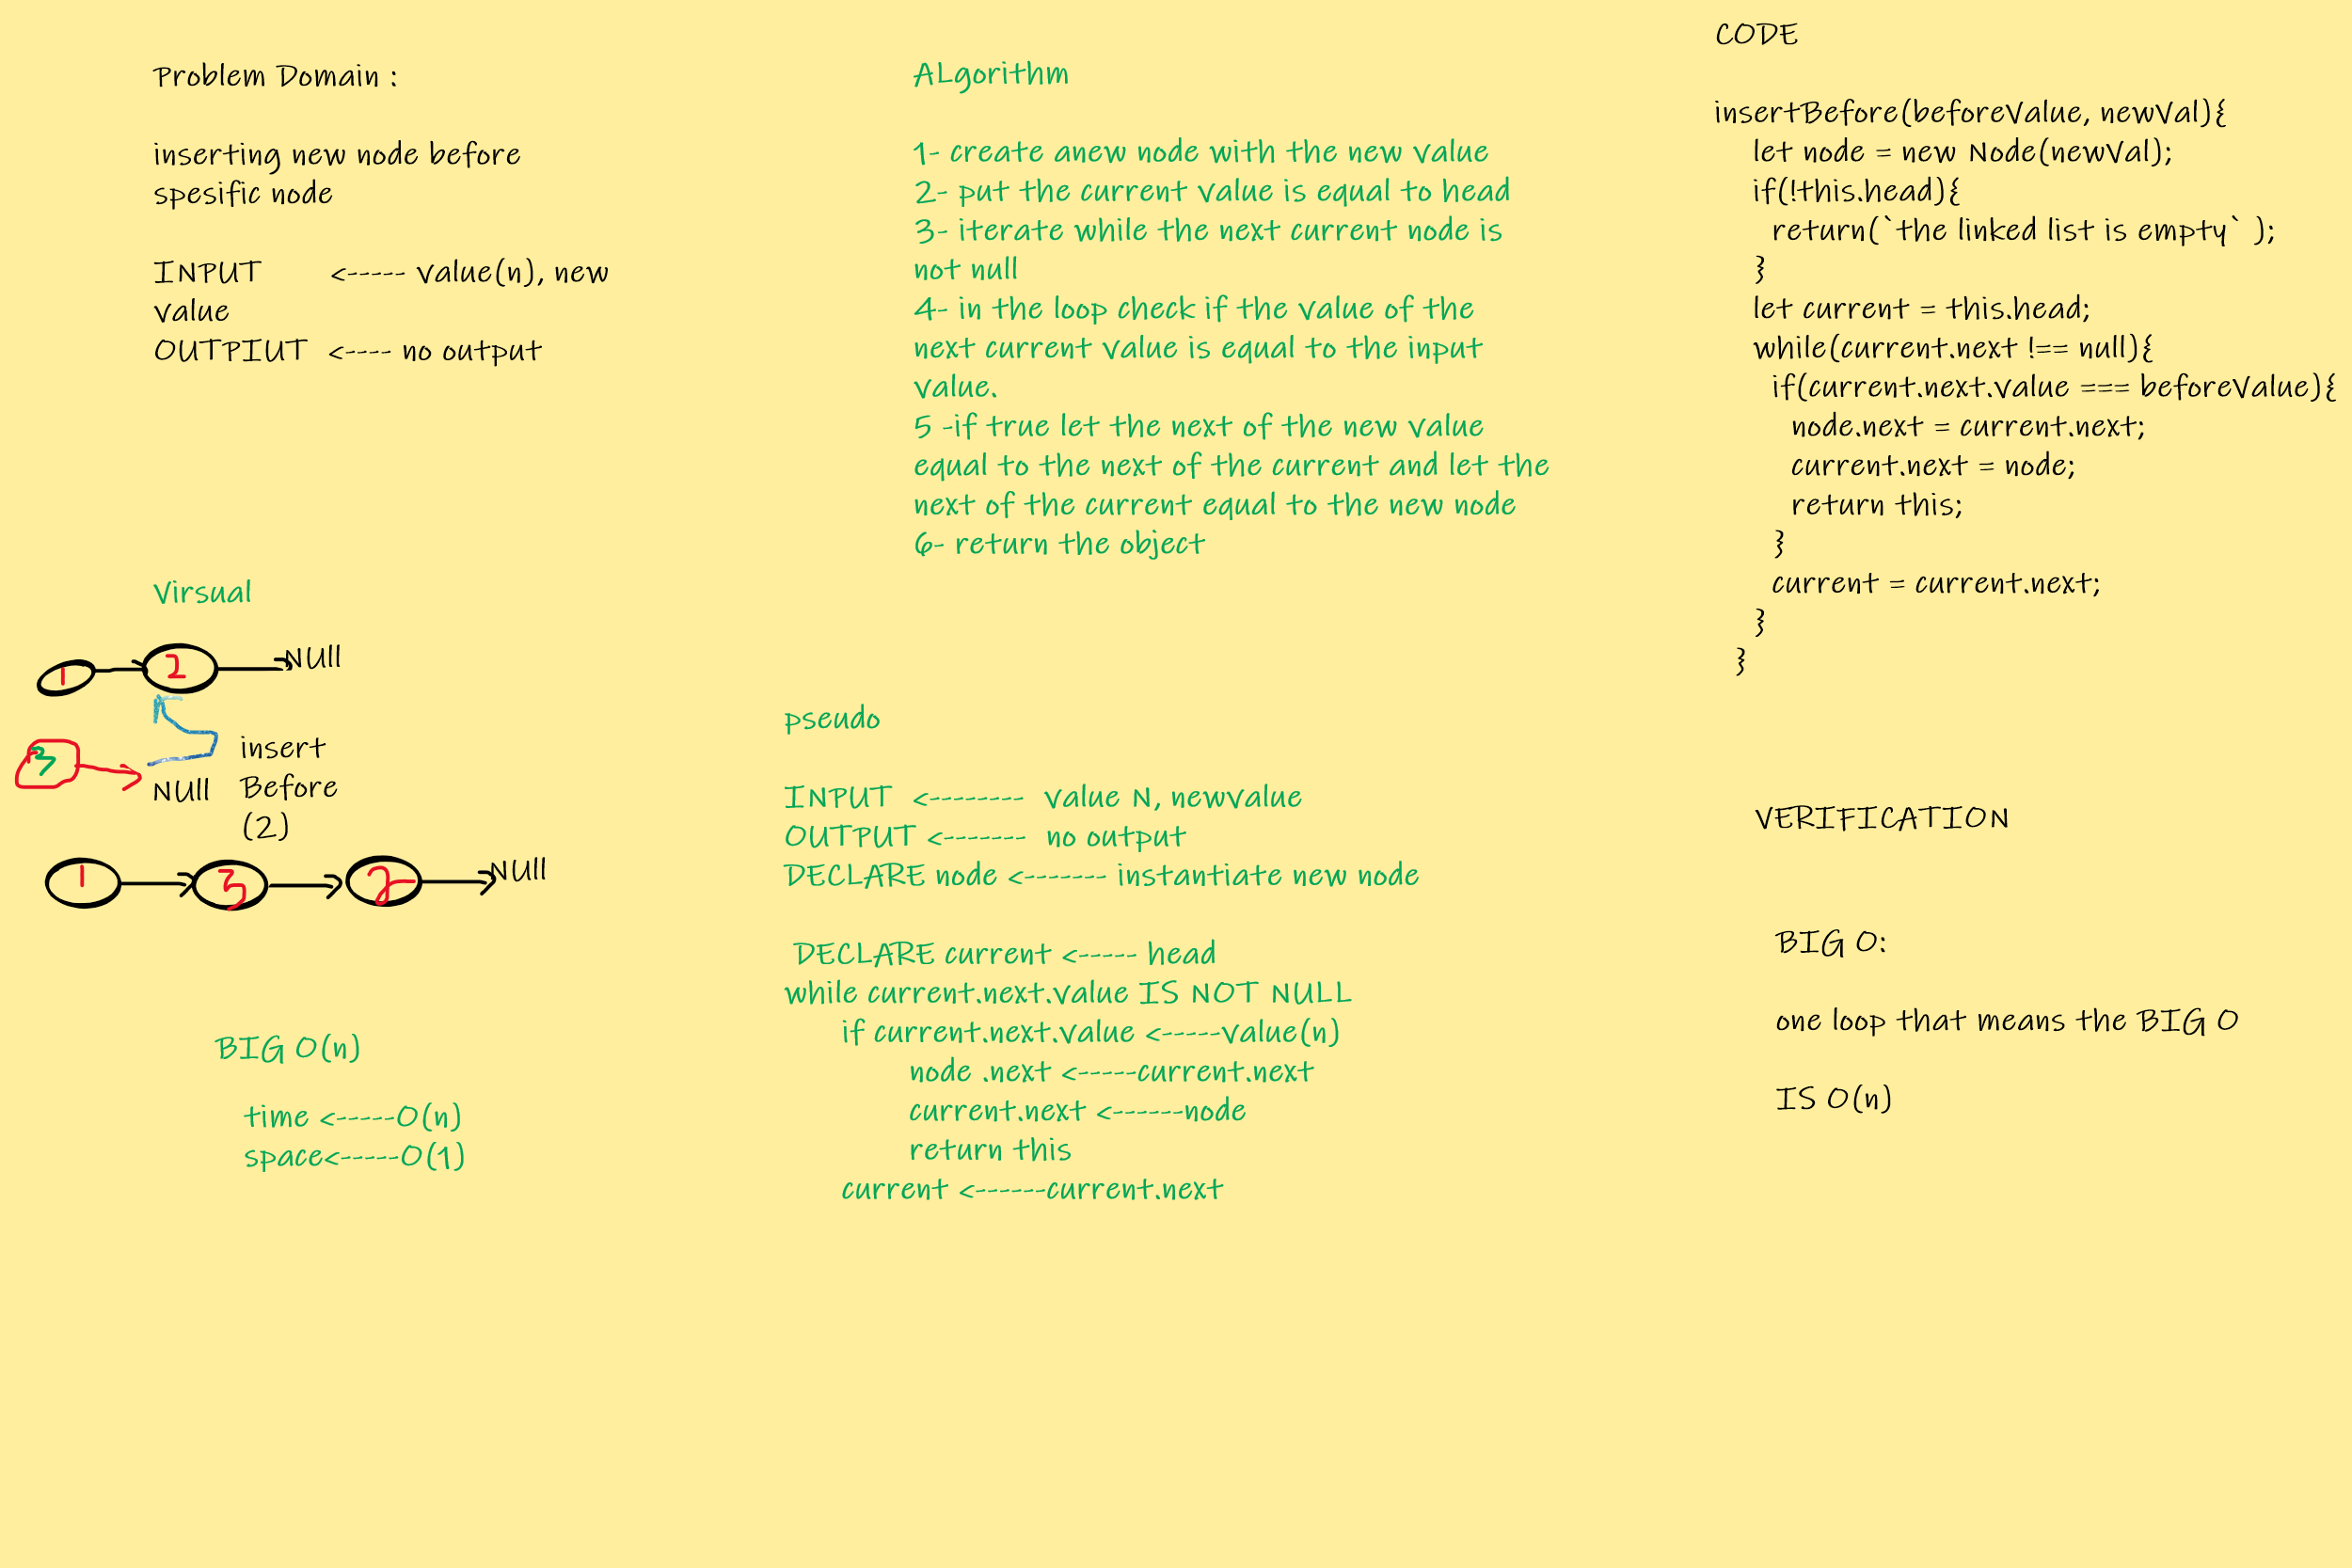 Problem Domain :
inserting new node before
spesific node
INPUT <----- value(n), new
value
OUTPIUT <---- no output
Virsual
1
2
NUll
3
NUll
insert
Before
(2)
1
3
2
NUll
BIG O(n)
time <-----O(n)
space<-----O(1)
ALgorithm
1- create anew node with the new value
2- put the current value is equal to head
3- iterate while the next current node is
not null
4- in the loop check if the value of the
next current value is equal to the input
value.
5 -if true let the next of the new value
equal to the next of the current and let the
next of the current equal to the new node
6- return the object
pseudo
INPUT <-------- value N, newvalue
OUTPUT <------- no output
DECLARE node <------- instantiate new node
DECLARE current <----- head
while current.next.value IS NOT NULL
if current.next.value <-----value(n)
node .next <-----current.next
current.next <------node
return this
current <------current.next
CODE
insertBefore(beforeValue, newVal){
let node = new Node(newVal);
if(!this.head){
return(`the linked list is empty` );
}
let current = this.head;
while(current.next !== null){
if(current.next.value === beforeValue){
node.next = current.next;
current.next = node;
return this;
}
current = current.next;
}
}
VERIFICATION
BIG O:
one loop that means the BIG O
IS O(n)